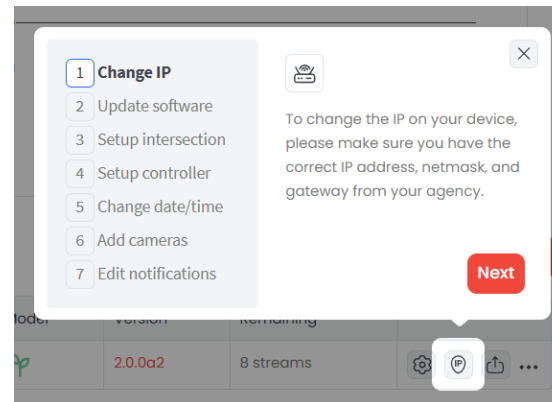 1 Change IP
2 Update software
3 Setup intersection
4 Setup controller
5 Change date/time
6 Add cameras
7 Edit notifications
To change the IP on your device,
please make sure you have the
correct IP address, netmask, and
gateway from your agency.
Next
Model Version Remaining
2.0.0a2 8 streams IP